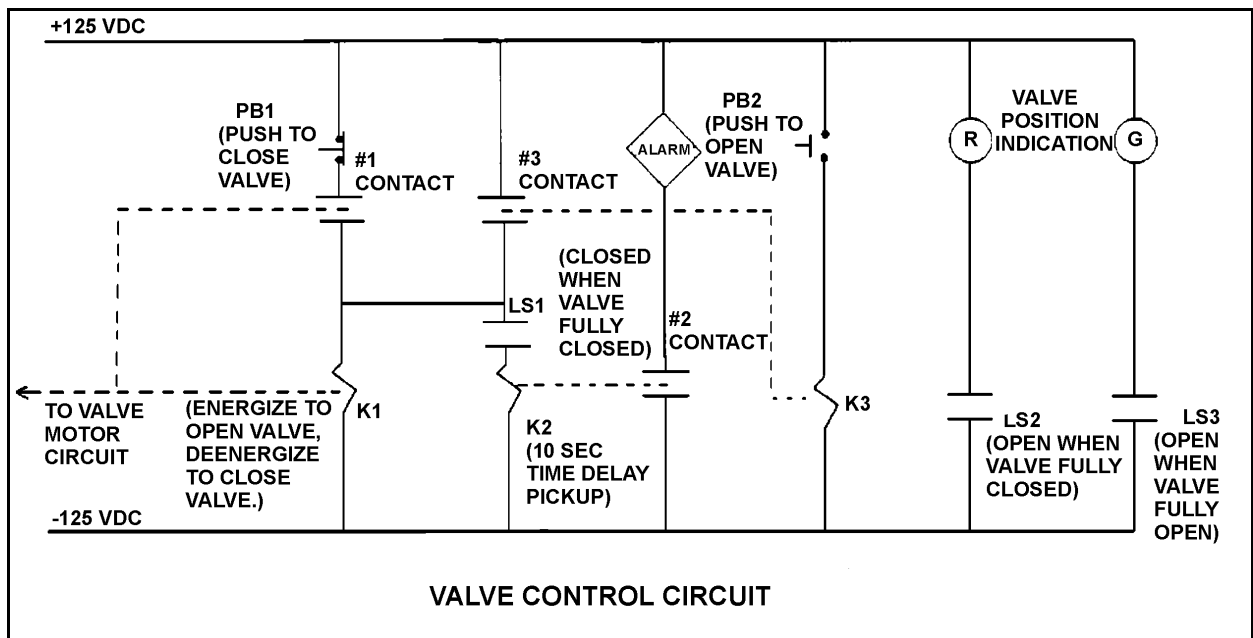 +125 VDC
PB1
(PUSH TO
CLOSE
VALVE)
#1
CONTACT
#3
CONTACT
ALARM
PB2
(PUSH TO
OPEN
VALVE)
R
VALVE
POSITION
INDICATION
G
(CLOSED
WHEN
VALVE
FULLY
CLOSED)
LS1
#2
CONTACT
TO VALVE
MOTOR
CIRCUIT
(ENERGIZE TO
OPEN VALVE,
DEENERGIZE
TO CLOSE
VALVE.)
K1
K2
(10 SEC
TIME DELAY
PICKUP)
K3
LS2
(OPEN WHEN
VALVE FULLY
CLOSED)
LS3
(OPEN
WHEN
VALVE
FULLY
OPEN)
-125 VDC
VALVE CONTROL CIRCUIT